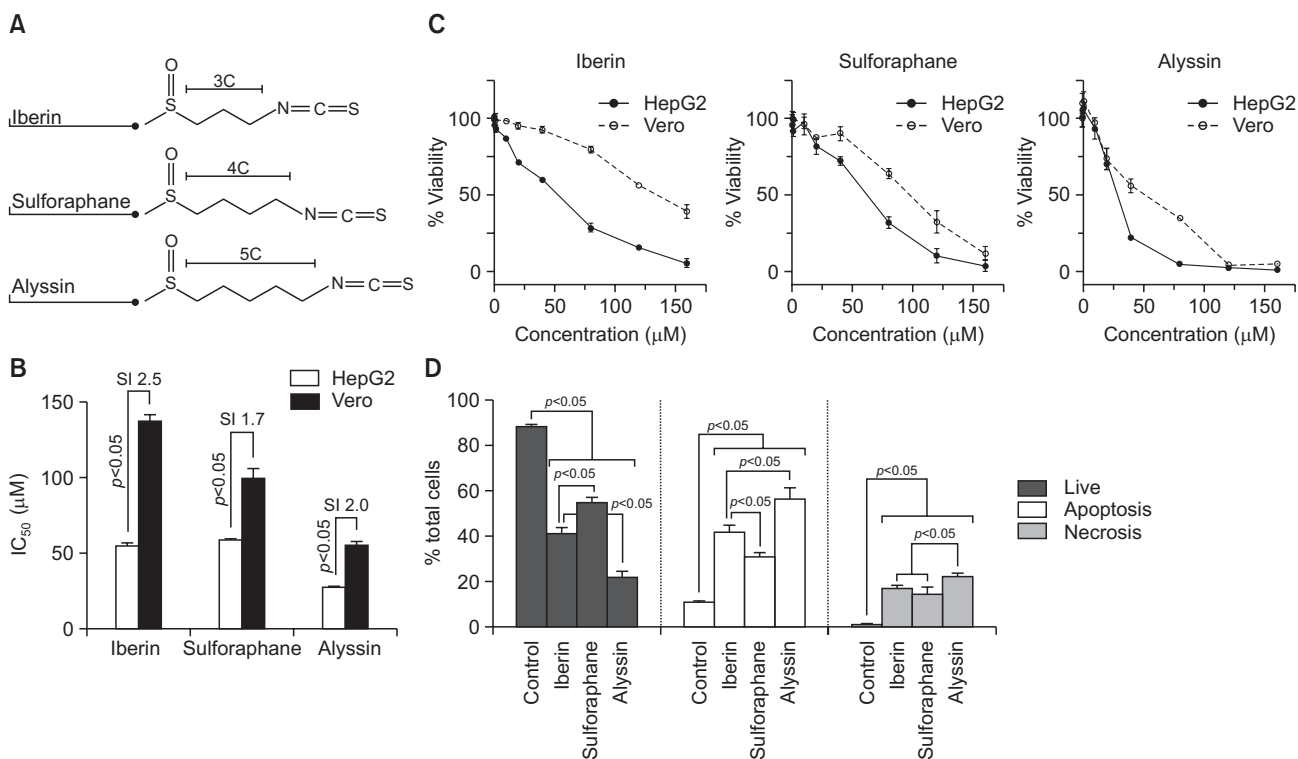 A
O
3C
S
N=C=S
Iberin
O
4C
S
N=C=S
Sulforaphane
O
5C
S
N=C=S
Alyssin
B
HepG2
Vero
SI 2.5
SI 1.7
SI 2.0
p<0.05
p<0.05
p<0.05
150
100
50
0
IC50 (μM)
Iberin Sulforaphane Alyssin
C
Iberin
HepG2
Vero
100
50
0
% Viability
0 50 100 150
Concentration (μM)
Sulforaphane
HepG2
Vero
100
50
0
% Viability
0 50 100 150
Concentration (μM)
Alyssin
HepG2
Vero
100
50
0
% Viability
0 50 100 150
Concentration (μM)
D
100
80
60
40
20
0
% total cells
p<0.05
p<0.05
p<0.05
p<0.05
p<0.05
p<0.05
p<0.05
p<0.05
Control
Iberin
Sulforaphane
Alyssin
Control
Iberin
Sulforaphane
Alyssin
Control
Iberin
Sulforaphane
Alyssin
Live
Apoptosis
Necrosis